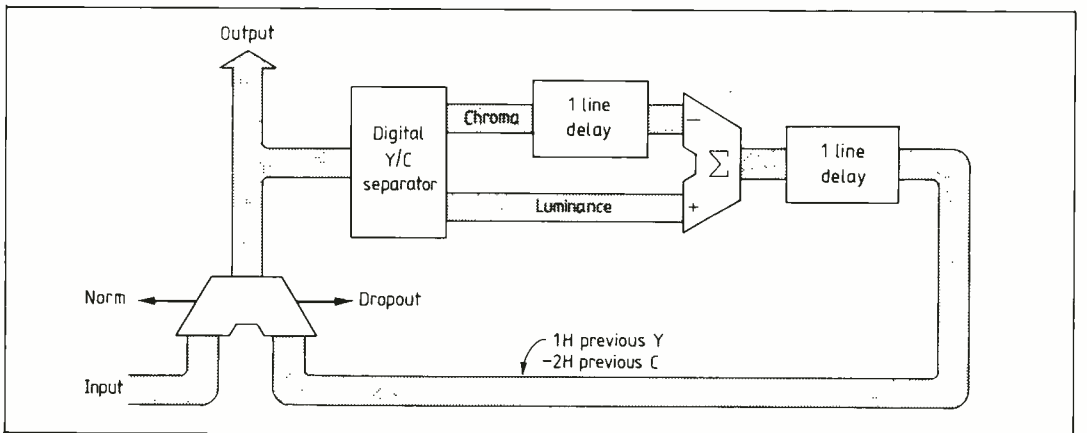 Output
Digital
Y/C
separator
Chroma
1 line
delay
−
Σ
+
1 line
delay
Luminance
Norm
Dropout
1H previous Y
-2H previous C
Input